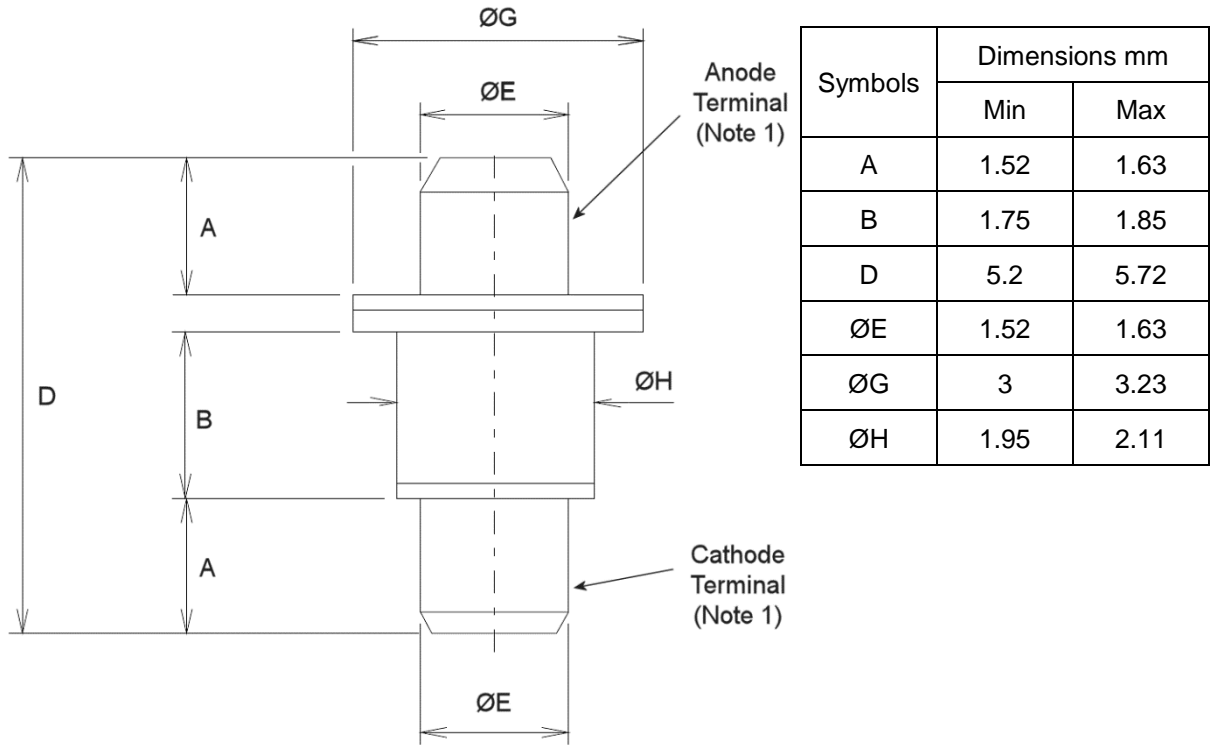 ØG
ØE
Anode
Terminal
(Note 1)
A
D
B
ØH
A
Cathode
Terminal
(Note 1)
ØE
Symbols Dimensions mm
Min Max
A 1.52 1.63
B 1.75 1.85
D 5.2 5.72
ØE 1.52 1.63
ØG 3 3.23
ØH 1.95 2.11